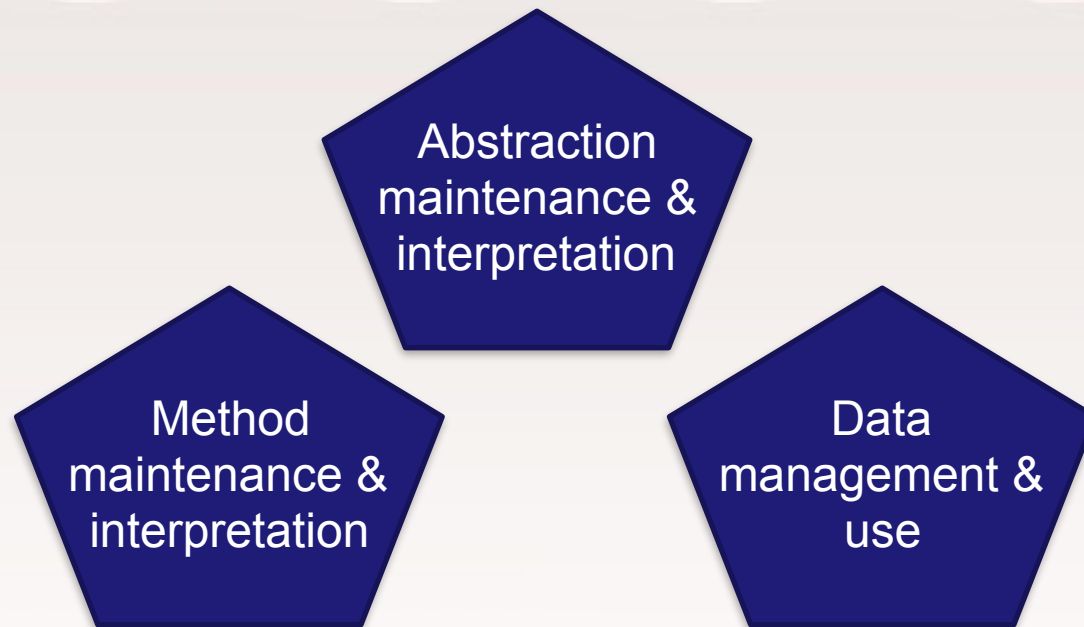 Abstraction
maintenance &
interpretation
Method
maintenance &
interpretation
Data
management &
use